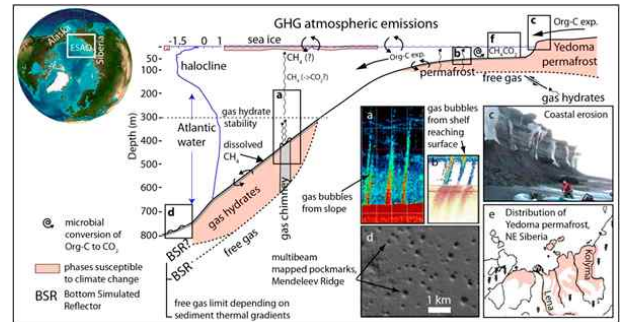 GHG atmospheric emissions
Alaska
ESAO
Siberia
-1,5 0 1
sea ice
Org-C exp.
c
f
CH₄CO₂
CH₄ (?)
Org-C exp.
b
Yedoma
permafrost
permafrost
free gas
gas hydrates
0
50
100
200
300
400
500
600
700
800
Depth (m)
halocline
CH₄ (->CO₂?)
a
gas hydrate
stability
Atlantic
water
dissolved
CH₄
gas hydrates
gas chimney
free gas
d
BSR?
BSR
free gas limit depending on
sediment thermal gradients
microbial
conversion of
Org-C to CO₂
phases susceptible
to climate change
BSR
Bottom Simulated
Reflector
gas bubbles
from shelf
reaching
surface
a
b
gas bubbles
from slope
c
Coastal erosion
d
multibeam
mapped pockmarks,
Mendeleev Ridge
1 km
e
Distribution of
Yedoma permafrost,
NE Siberia
Lena
Kolyma